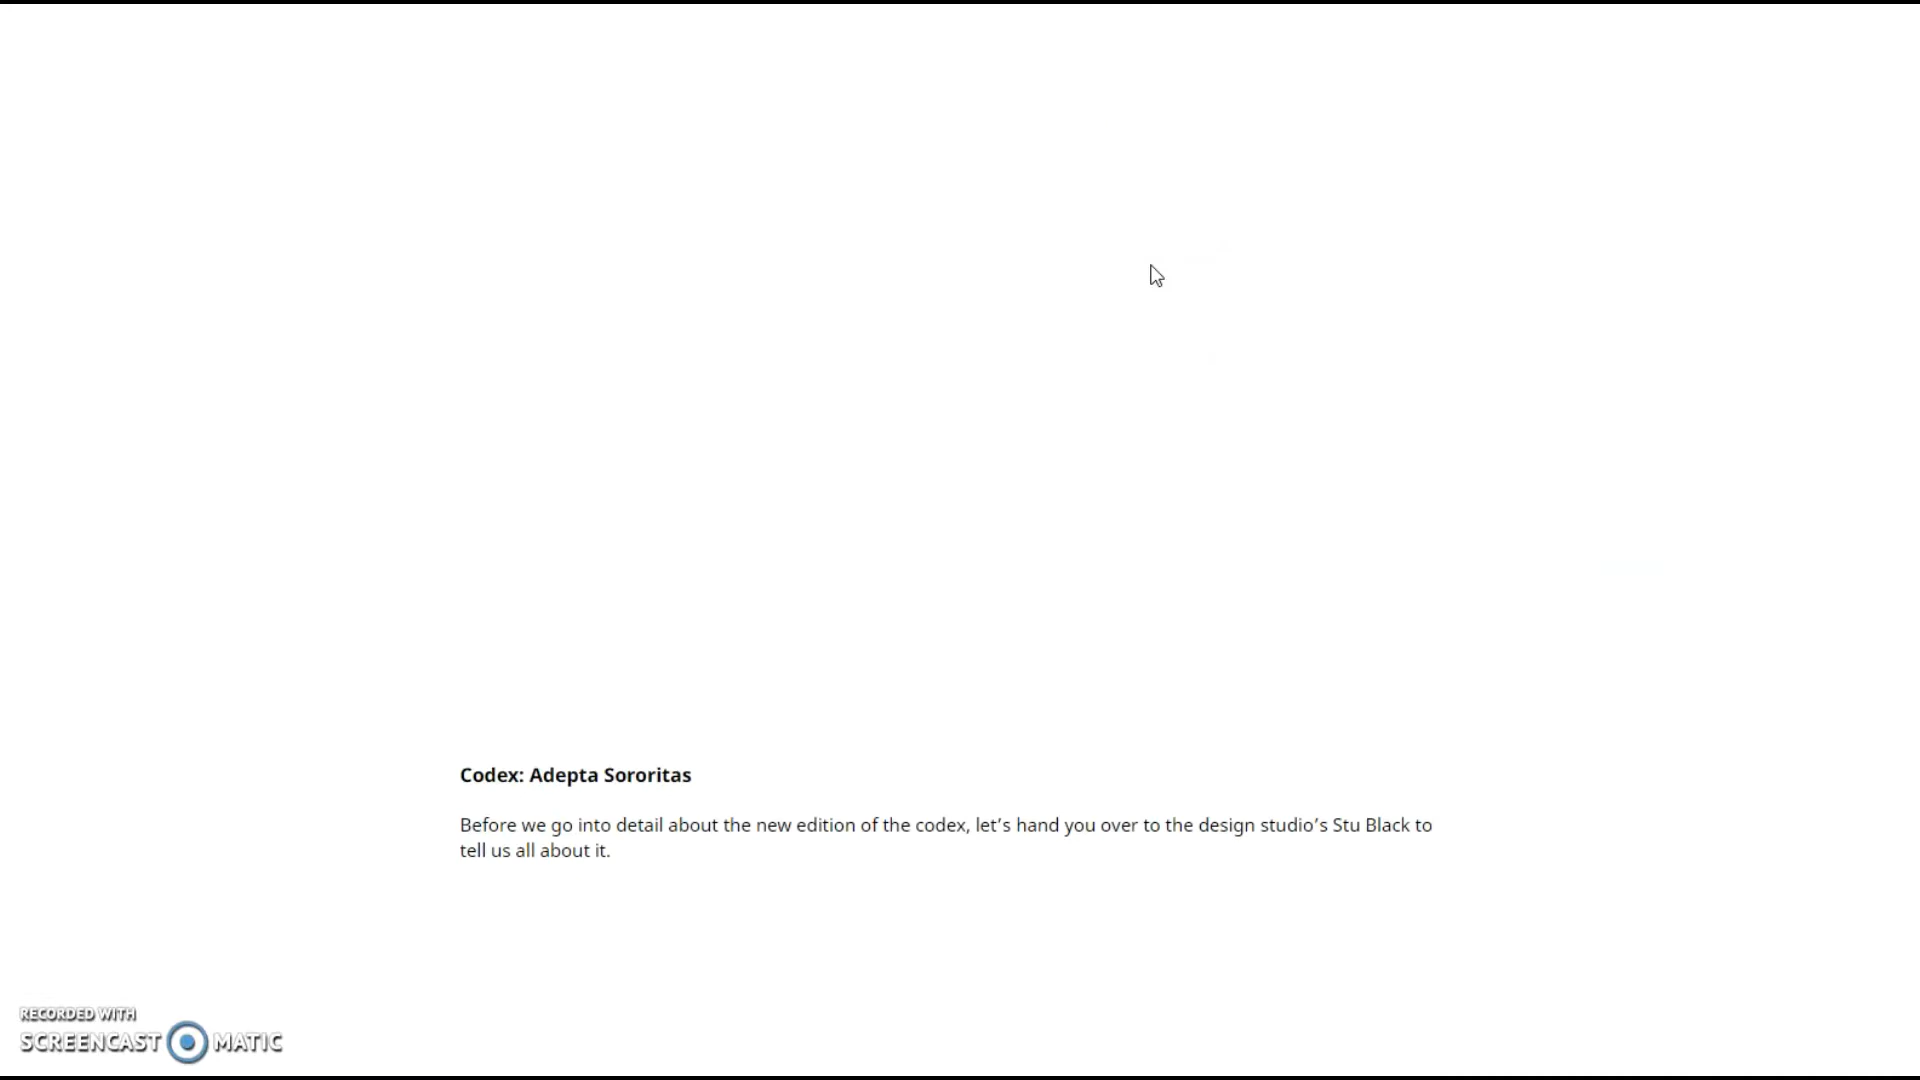 Codex: Adepta Sororitas
Before we go into detail about the new edition of the codex, let’s hand you over to the design studio’s Stu Black to
tell us all about it.
RECORDED WITH
SCREENCAST MATIC